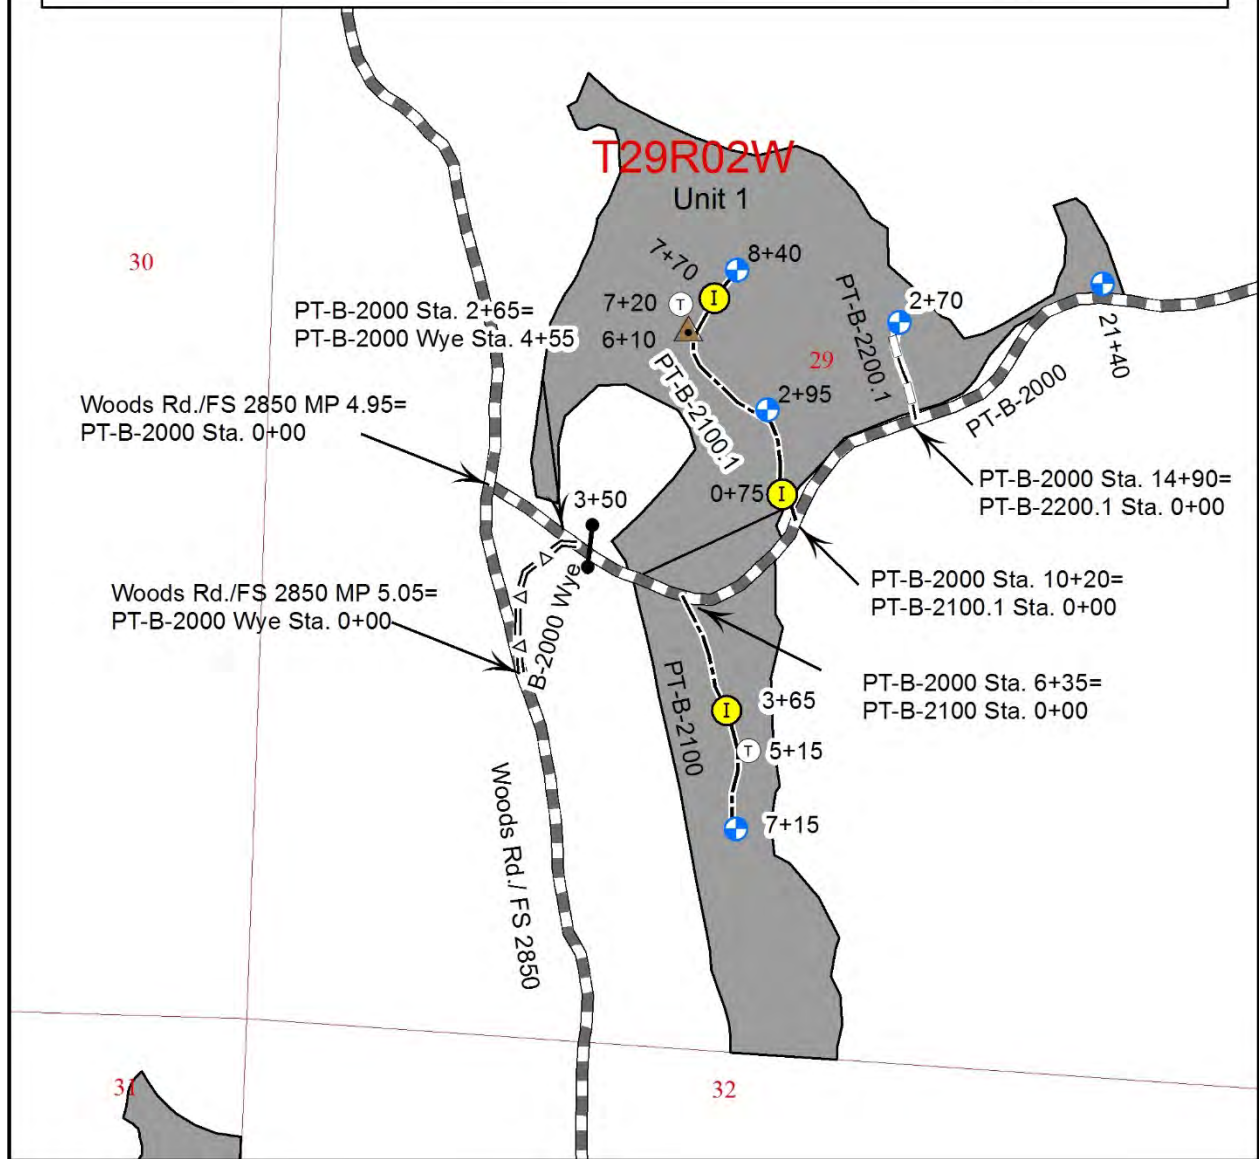 T29R02W
Unit 1
30
7+70
8+40
7+20
T
I
6+10
PT-B-2000 Sta. 2+65=
PT-B-2000 Wye Sta. 4+55
29
PT-B-2200.1
2+70
21+40
PT-B-2100.1
2+95
PT-B-2000
Woods Rd./FS 2850 MP 4.95=
PT-B-2000 Sta. 0+00
3+50
0+75
I
PT-B-2000 Sta. 14+90=
PT-B-2200.1 Sta. 0+00
Woods Rd./FS 2850 MP 5.05=
PT-B-2000 Wye Sta. 0+00
B-2000 Wye
PT-B-2000 Sta. 10+20=
PT-B-2100.1 Sta. 0+00
PT-B-2000 Sta. 6+35=
PT-B-2100 Sta. 0+00
PT-B-2100
I
3+65
T
5+15
7+15
Woods Rd./ FS 2850
31
32